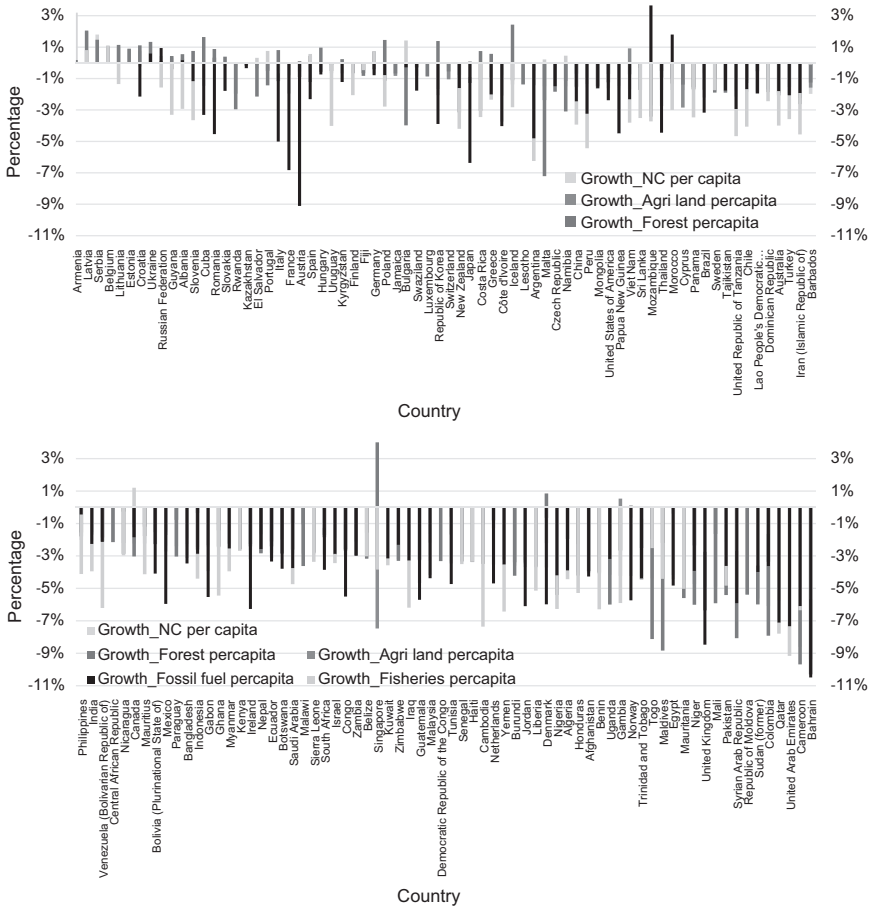 3%
3%
1%
1%
-1%
-1%
-3%
-3%
-5%
-5%
-7%
-7%
-9%
-9%
-11%
-11%
Percentage
Growth_NC per capita
Growth_Agri land percapita
Growth_Forest percapita
Armenia
Latvia
Serbia
Belgium
Lithuania
Estonia
Croatia
Ukraine
Russian Federation
Guyana
Albania
Slovenia
Cuba
Romania
Slovakia
Rwanda
Kazakhstan
El Salvador
Portugal
Italy
France
Austria
Spain
Hungary
Uruguay
Kyrgyzstan
Finland
Fiji
Germany
Poland
Jamaica
Bulgaria
Swaziland
Luxembourg
Republic of Korea
Switzerland
New Zealand
Japan
Costa Rica
Greece
Côte d'Ivoire
Iceland
Lesotho
Argentina
Malta
Czech Republic
Namibia
China
Peru
Mongolia
United States of America
Papua New Guinea
Viet Nam
Sri Lanka
Mozambique
Thailand
Morocco
Cyprus
Panama
Brazil
Sweden
Tajikistan
United Republic of Tanzania
Chile
Lao People's Democratic...
Dominican Republic
Australia
Turkey
Iran (Islamic Republic of)
Barbados
Country
3%
3%
1%
1%
-1%
-1%
-3%
-3%
-5%
-5%
-7%
-7%
-9%
-9%
-11%
-11%
Percentage
Growth_NC per capita
Growth_Forest percapita
Growth_Agri land percapita
Growth_Fossil fuel percapita
Growth_Fisheries percapita
Philippines
India
Venezuela (Bolivarian Republic of)
Central African Republic
Nicaragua
Canada
Mauritius
Bolivia (Plurinational State of)
Mexico
Paraguay
Bangladesh
Indonesia
Gabon
Ghana
Myanmar
Kenya
Ireland
Nepal
Ecuador
Botswana
Saudi Arabia
Malawi
Sierra Leone
South Africa
Israel
Congo
Zambia
Belize
Singapore
Kuwait
Zimbabwe
Iraq
Guatemala
Malaysia
Democratic Republic of the Congo
Tunisia
Senegal
Haiti
Cambodia
Netherlands
Yemen
Burundi
Jordan
Liberia
Denmark
Nigeria
Algeria
Honduras
Afghanistan
Benin
Uganda
Gambia
Norway
Trinidad and Tobago
Togo
Maldives
Egypt
Mauritania
Niger
United Kingdom
Mali
Pakistan
Syrian Arab Republic
Republic of Moldova
Sudan (former)
Colombia
Qatar
United Arab Emirates
Cameroon
Bahrain
Country